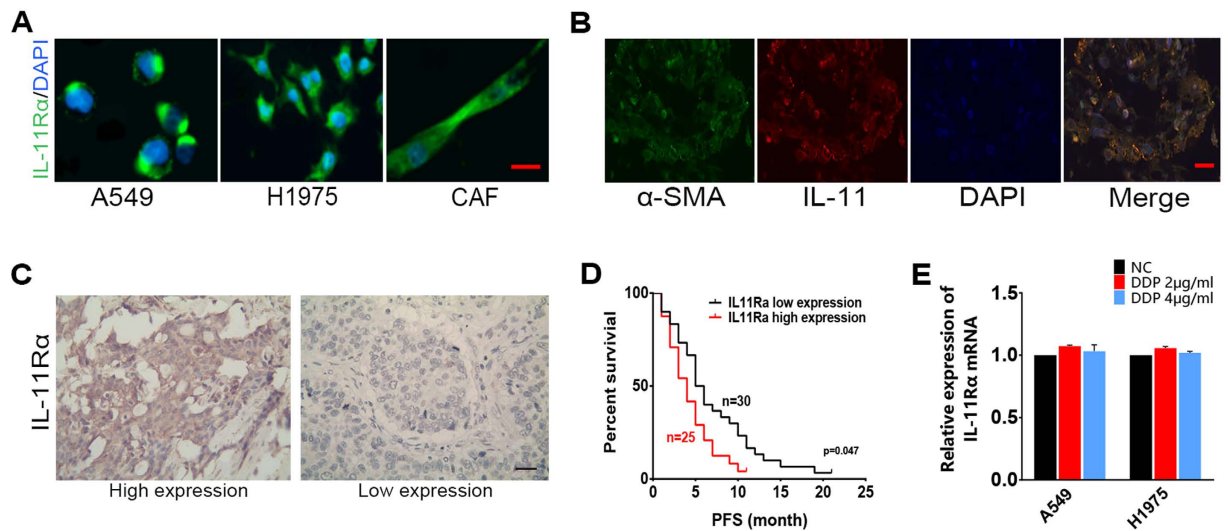 A
IL-11Rα/DAPI
A549
H1975
CAF
B
α-SMA
IL-11
DAPI
Merge
C
IL-11Rα
High expression
Low expression
D
Percent survivial
100
50
0
IL11Ra low expression
IL11Ra high expression
n=30
n=25
p=0.047
0
5
10
15
20
25
PFS (month)
E
NC
DDP 2μg/ml
DDP 4μg/ml
Relative expression of
IL-11Rα mRNA
1.5
1.0
0.5
0.0
A549
H1975